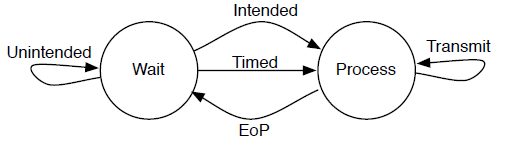 Intended
Unintended
Wait
Timed
Process
Transmit
EoP